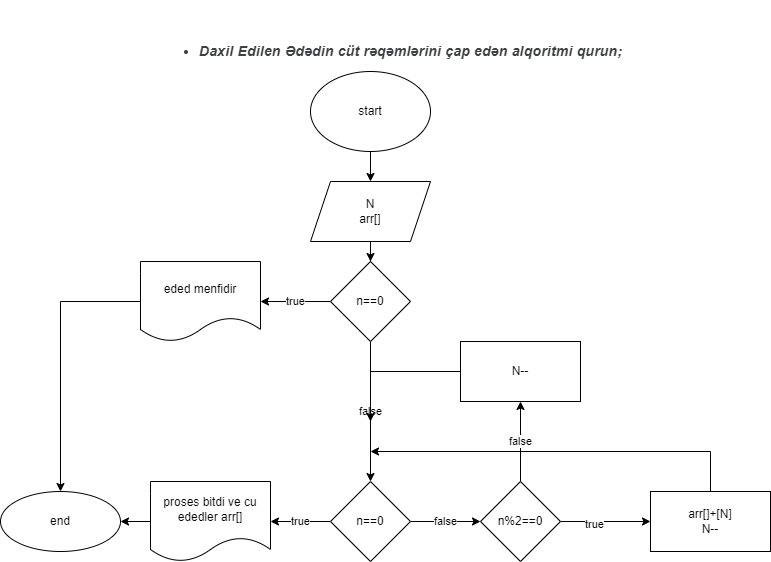 • Daxil Edilen Ədədin cüt rəqəmlərini çap edən alqoritmi qurun;
start
N
arr[]
eded menfidir
true
n==0
N--
false
false
proses bitdi ve cu
ededler arr[]
end
true
n==0
false
n%2==0
true
arr[]+[N]
N--